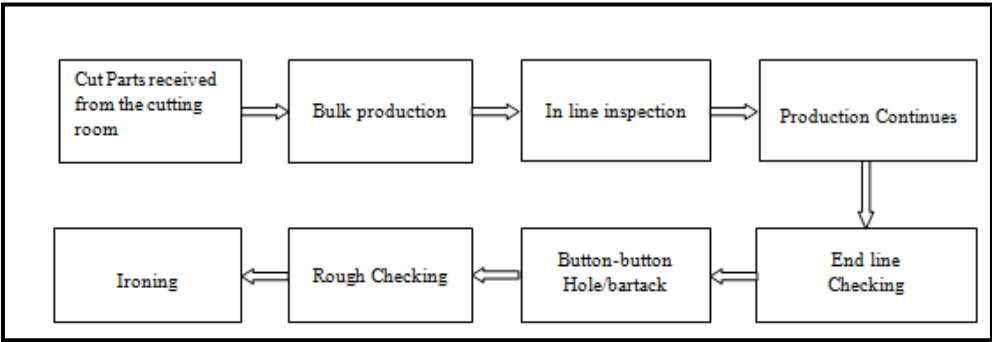 Cut Parts received
from the cutting
room
Bulk production
In line inspection
Production Continues
End line
Checking
Button-button
Hole/bartack
Rough Checking
Ironing